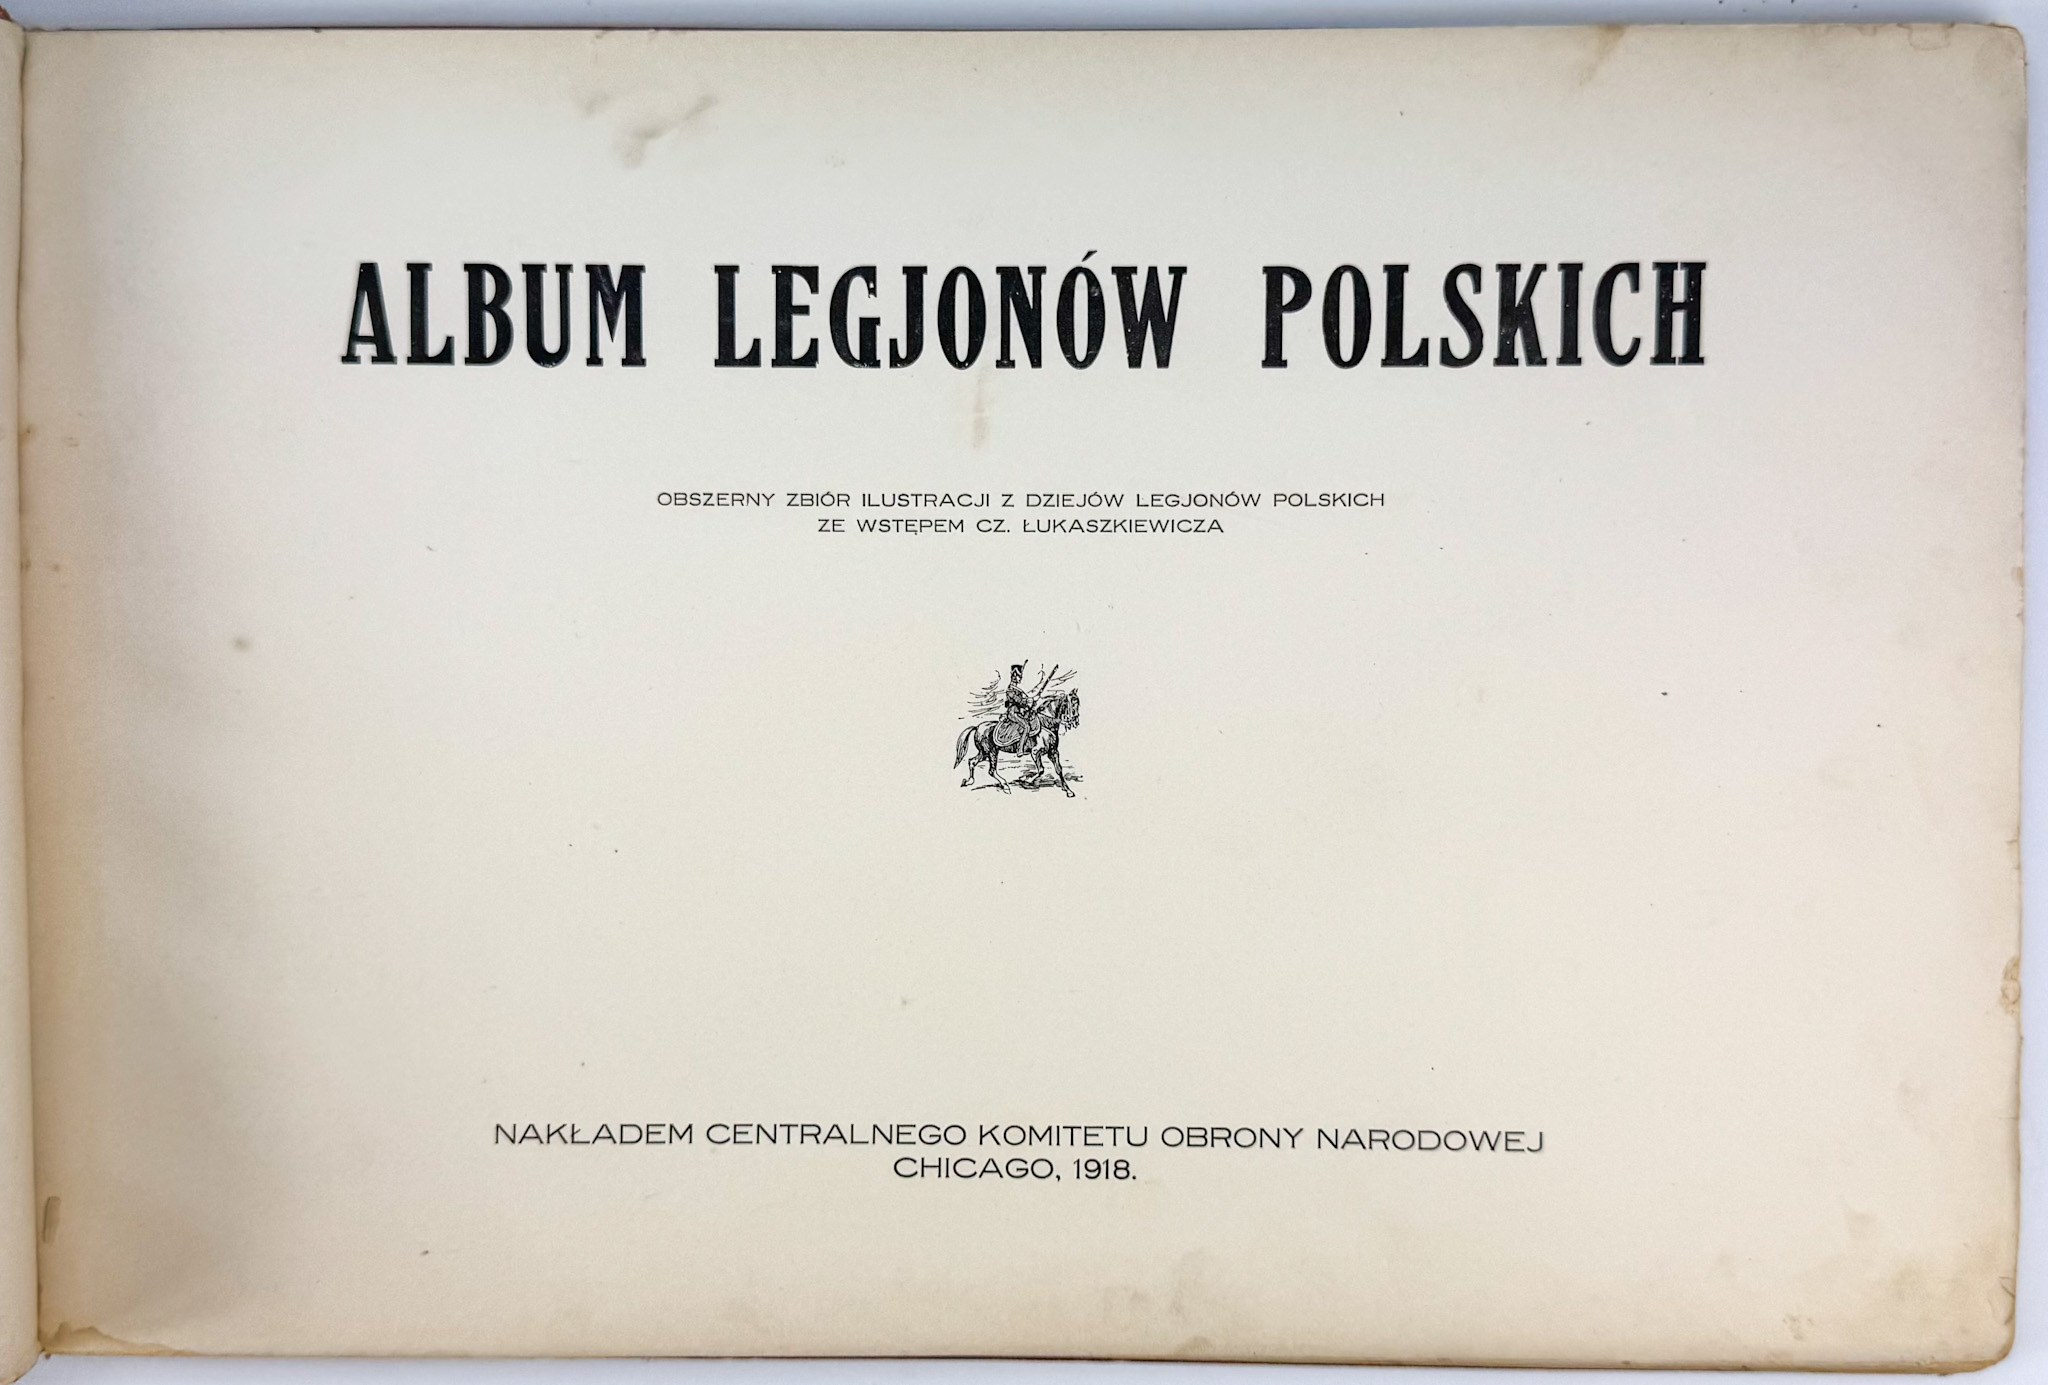 ALBUM LEGJONÓW POLSKICH
OBSZERNY ZBIÓR ILUSTRACJI Z DZIEJÓW LEGJONÓW POLSKICH
ZE WSTĘPEM CZ. ŁUKASZKIEWICZA
NAKŁADEM CENTRALNEGO KOMITETU OBRONY NARODOWEJ
CHICAGO, 1918.